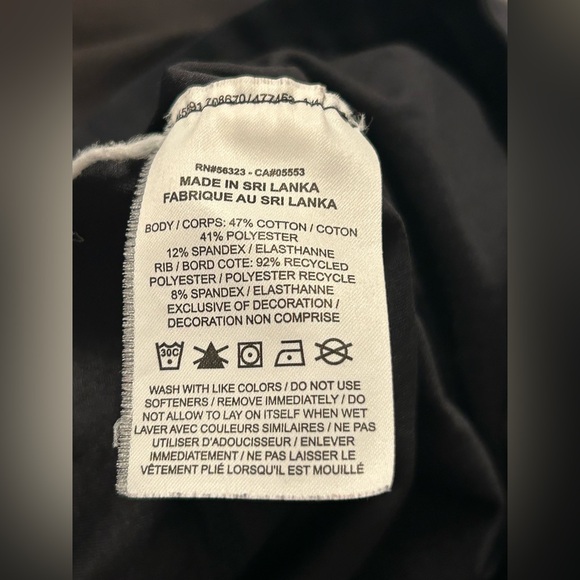 708670/477453
RN#56323 - CA#05553
MADE IN SRI LANKA
FABRIQUE AU SRI LANKA
BODY / CORPS: 47% COTTON / COTON
41% POLYESTER
12% SPANDEX / ELASTHANNE
RIB / BORD COTE: 92% RECYCLED
POLYESTER / POLYESTER RECYCLE
8% SPANDEX / ELASTHANNE
EXCLUSIVE OF DECORATION /
DECORATION NON COMPRISE
30C
WASH WITH LIKE COLORS / DO NOT USE
SOFTENERS / REMOVE IMMEDIATELY / DO
NOT ALLOW TO LAY ON ITSELF WHEN WET
LAVER AVEC COULEURS SIMILAIRES / NE PAS
UTILISER D'ADOUCISSEUR / ENLEVER
IMMÉDIATEMENT / NE PAS LAISSER LE
VÊTEMENT PLIÉ LORSQU'IL EST MOUILLÉ